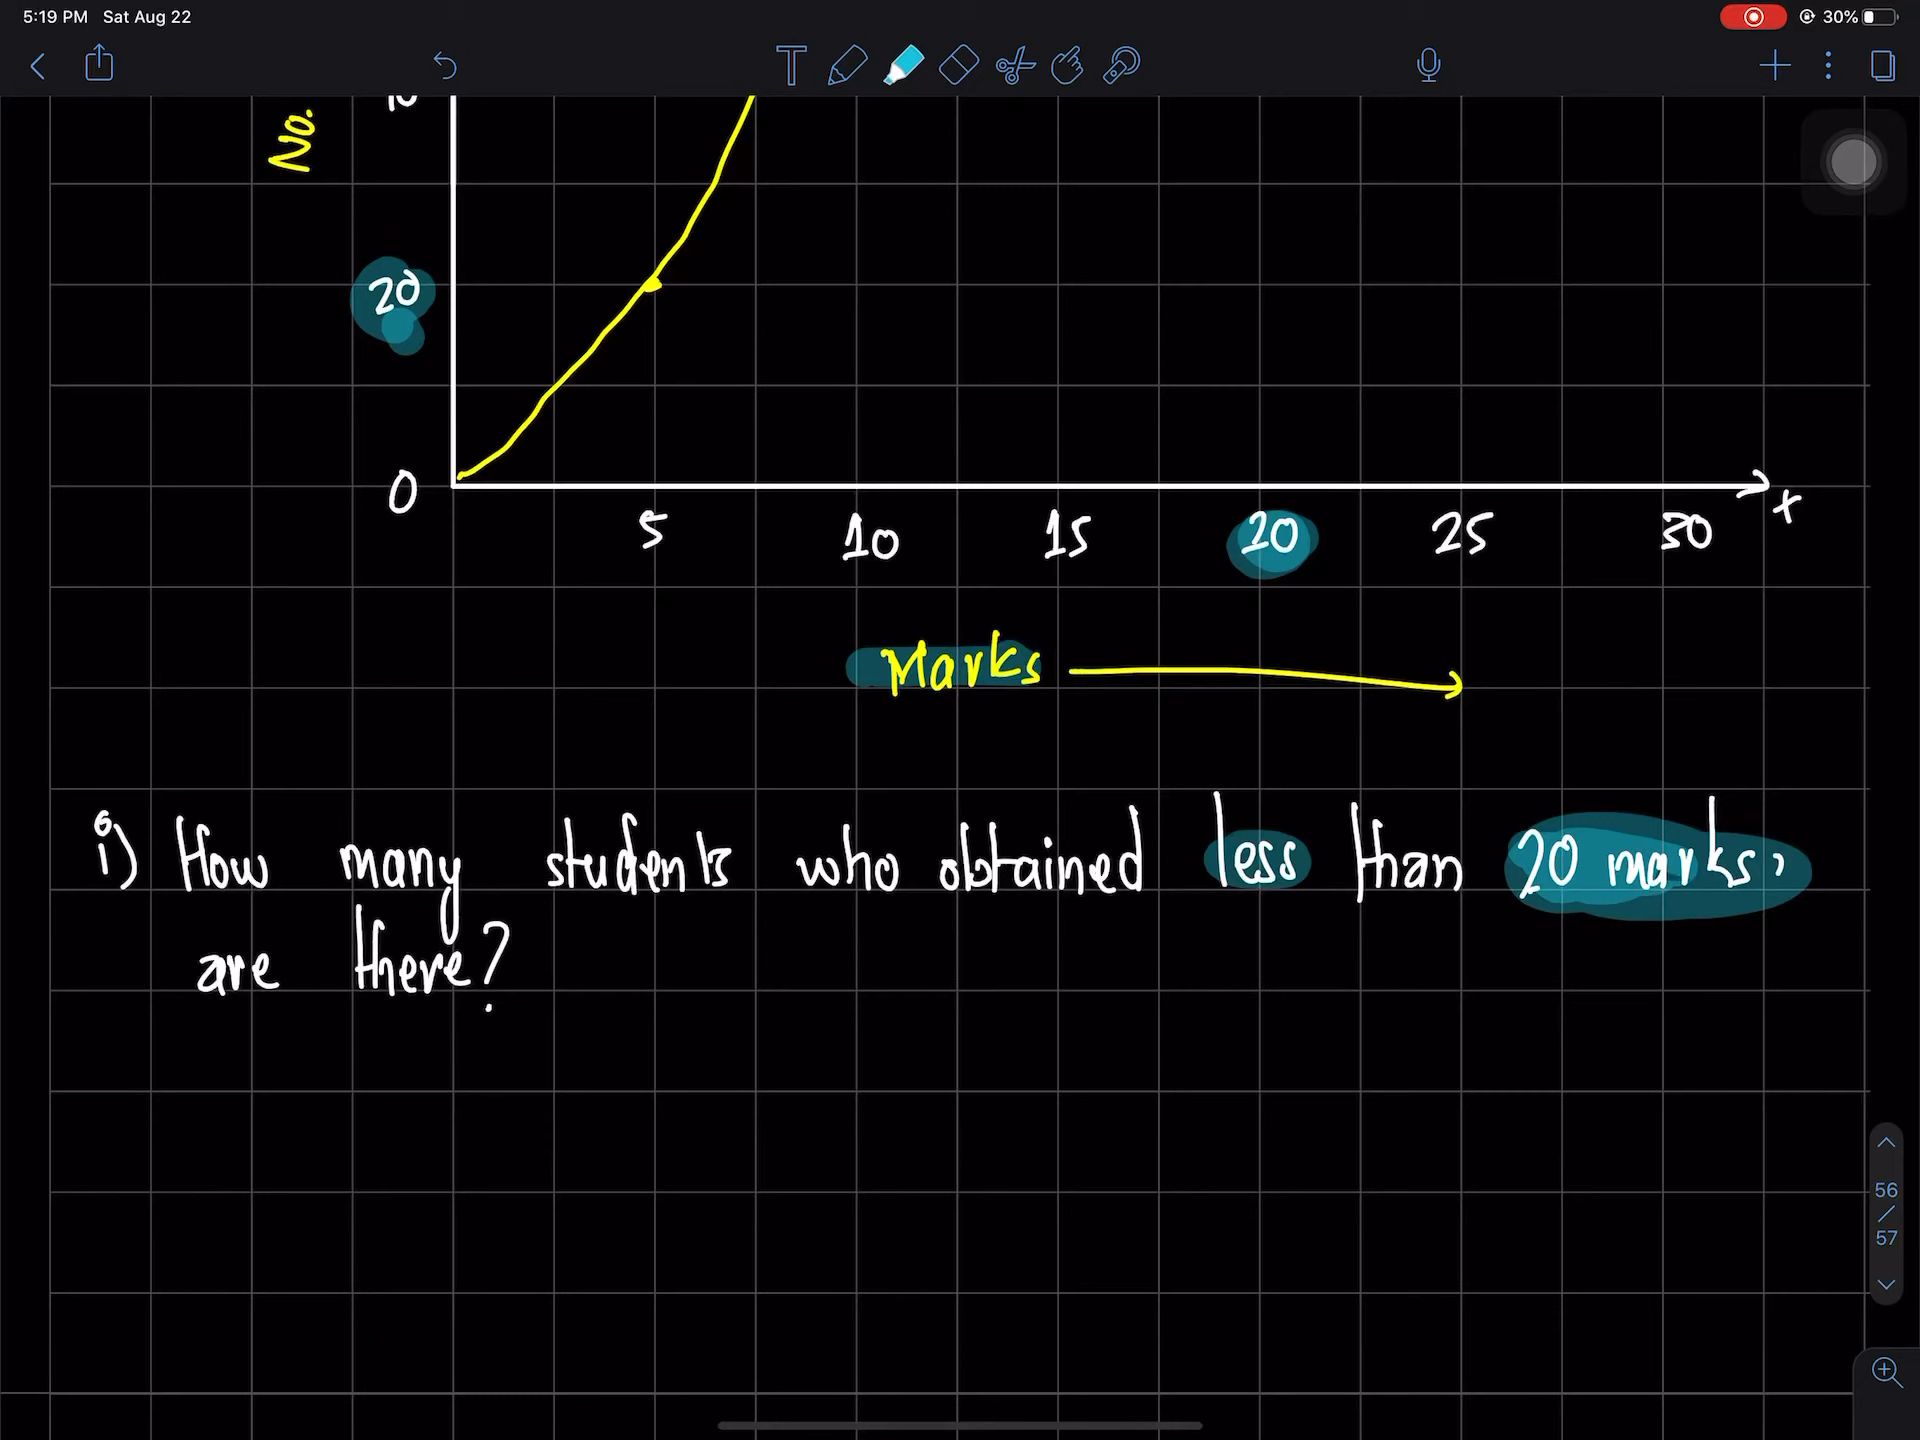 5:19 PM Sat Aug 22
30%
T
No.
20
0
5 10 15 20 25 30 x
Marks
i) How many students who obtained less than 20 marks,
are there?
56
/
57